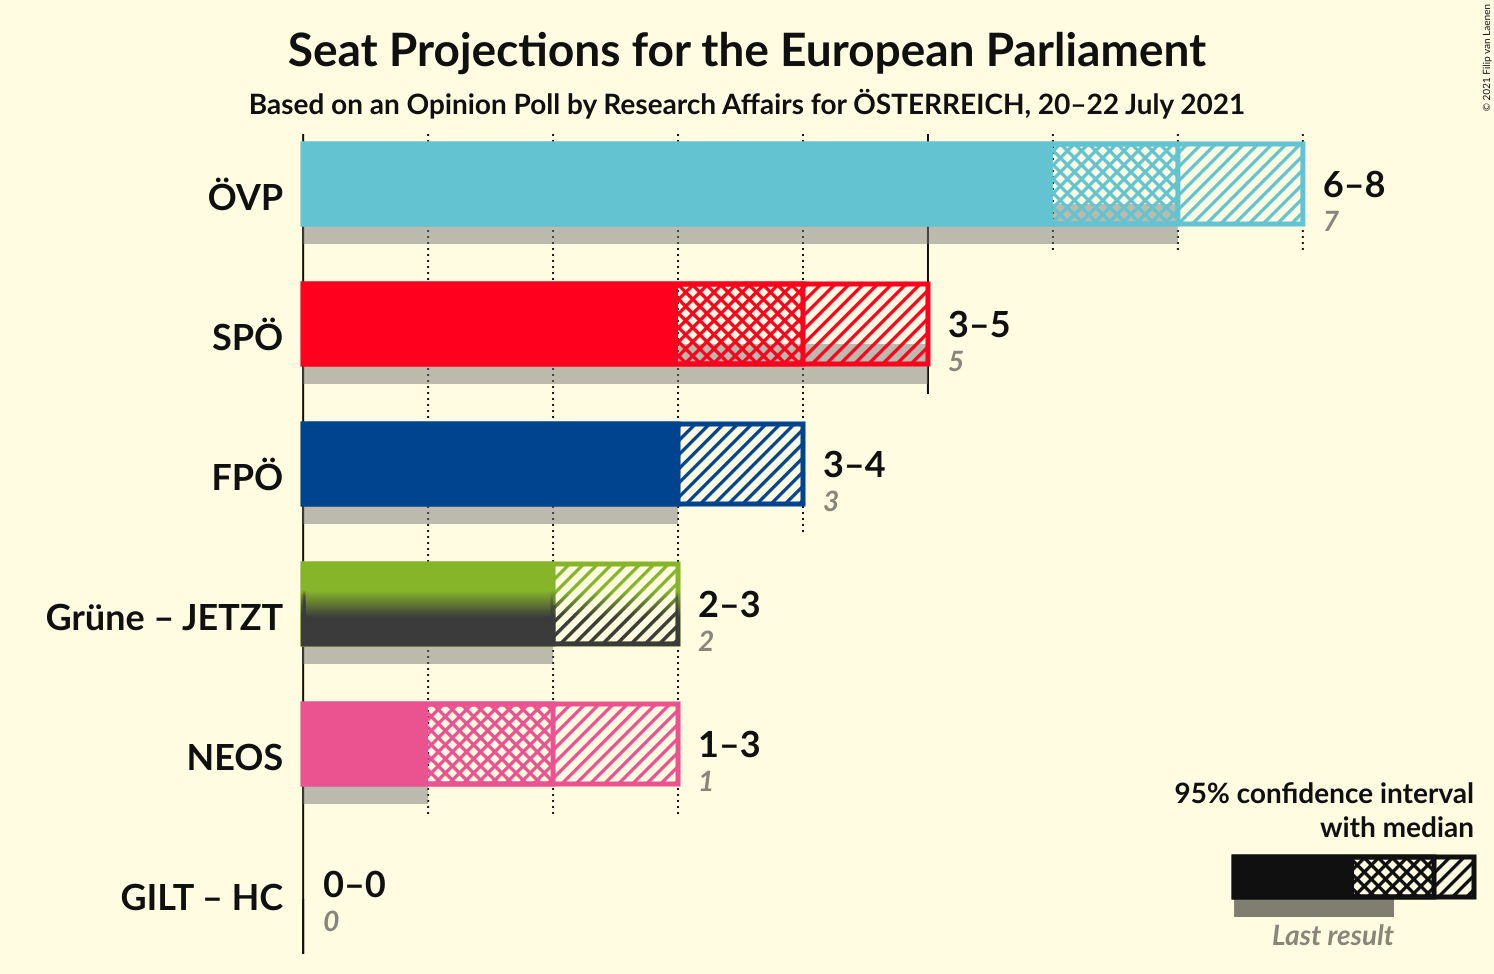 Seat Projections for the European Parliament
Based on an Opinion Poll by Research Affairs for ÖSTERREICH, 20–22 July 2021
© 2021 Filip van Laenen
ÖVP
6–8
7
SPÖ
3–5
5
FPÖ
3–4
3
Grüne – JETZT
2–3
2
NEOS
1–3
1
GILT – HC
0–0
0
95% confidence interval
with median
Last result